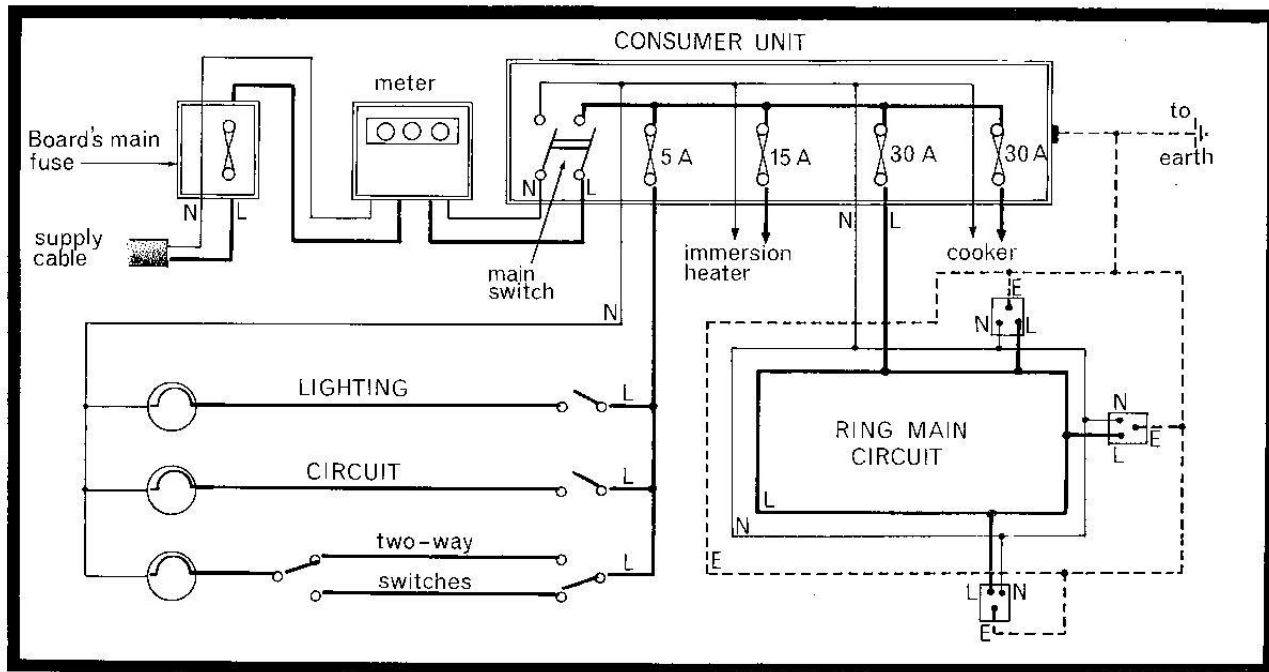 CONSUMER UNIT
meter
Board's main
fuse
N
L
supply
cable
N
L
main
switch
5 A
15 A
30 A
30 A
to
earth
N
L
immersion
heater
cooker
N
LIGHTING
L
CIRCUIT
L
two-way
switches
L
E
N
L
N
E
L
RING MAIN
CIRCUIT
L
N
E
L
N
E